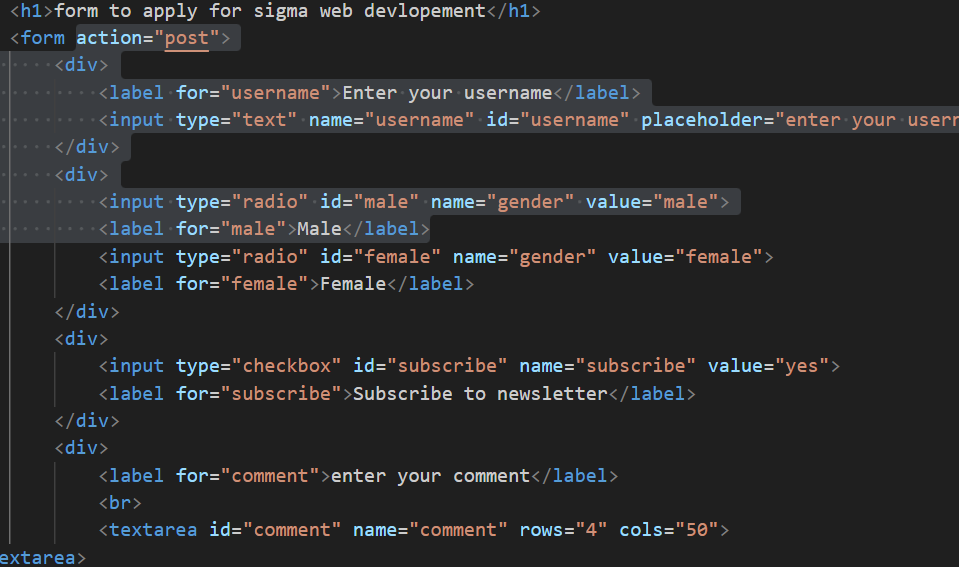 <h1>form to apply for sigma web devlopement</h1>
<form action="post">
<div>
<label for="username">Enter your username</label>
<input type="text" name="username" id="username" placeholder="enter your usern
</div>
<div>
<input type="radio" id="male" name="gender" value="male">
<label for="male">Male</label>
<input type="radio" id="female" name="gender" value="female">
<label for="female">Female</label>
</div>
<div>
<input type="checkbox" id="subscribe" name="subscribe" value="yes">
<label for="subscribe">Subscribe to newsletter</label>
</div>
<div>
<label for="comment">enter your comment</label>
<br>
<textarea id="comment" name="comment" rows="4" cols="50">
extarea>